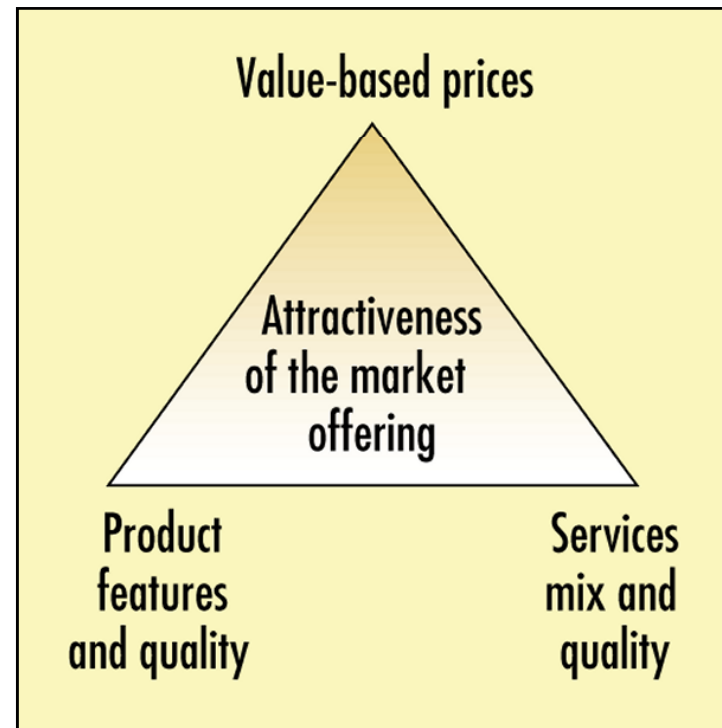 Value-based prices
Attractiveness
of the market
offering
Product
features
and quality
Services
mix and
quality